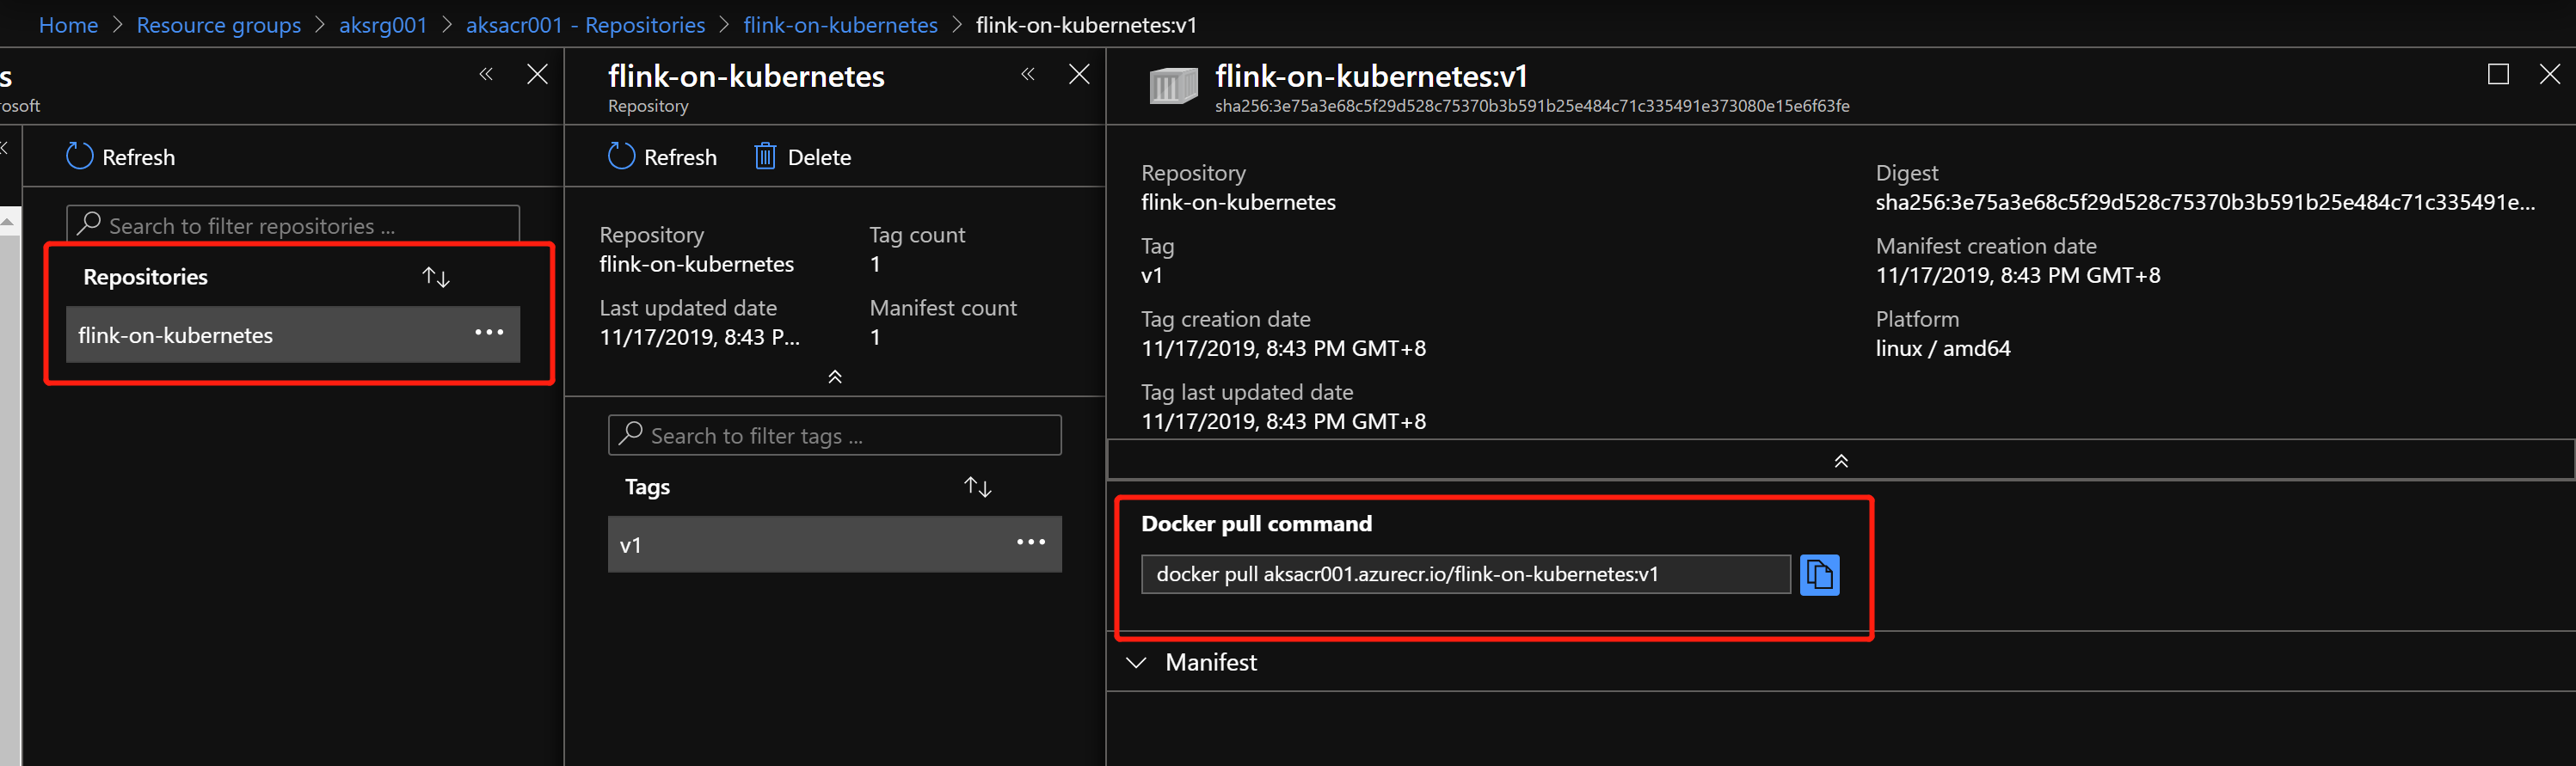 Home > Resource groups > aksrg001 > aksacr001 - Repositories > flink-on-kubernetes > flink-on-kubernetes:v1
s
osoft
Refresh
Search to filter repositories ...
Repositories
flink-on-kubernetes
flink-on-kubernetes
Repository
Refresh Delete
Repository
flink-on-kubernetes
Tag count
1
Last updated date
11/17/2019, 8:43 P...
Manifest count
1
Search to filter tags ...
Tags
v1
flink-on-kubernetes:v1
sha256:3e75a3e68c5f29d528c75370b3b591b25e484c71c335491e373080e15e6f63fe
Repository
flink-on-kubernetes
Tag
v1
Tag creation date
11/17/2019, 8:43 PM GMT+8
Tag last updated date
11/17/2019, 8:43 PM GMT+8
Digest
sha256:3e75a3e68c5f29d528c75370b3b591b25e484c71c335491e...
Manifest creation date
11/17/2019, 8:43 PM GMT+8
Platform
linux / amd64
Docker pull command
docker pull aksacr001.azurecr.io/flink-on-kubernetes:v1
Manifest